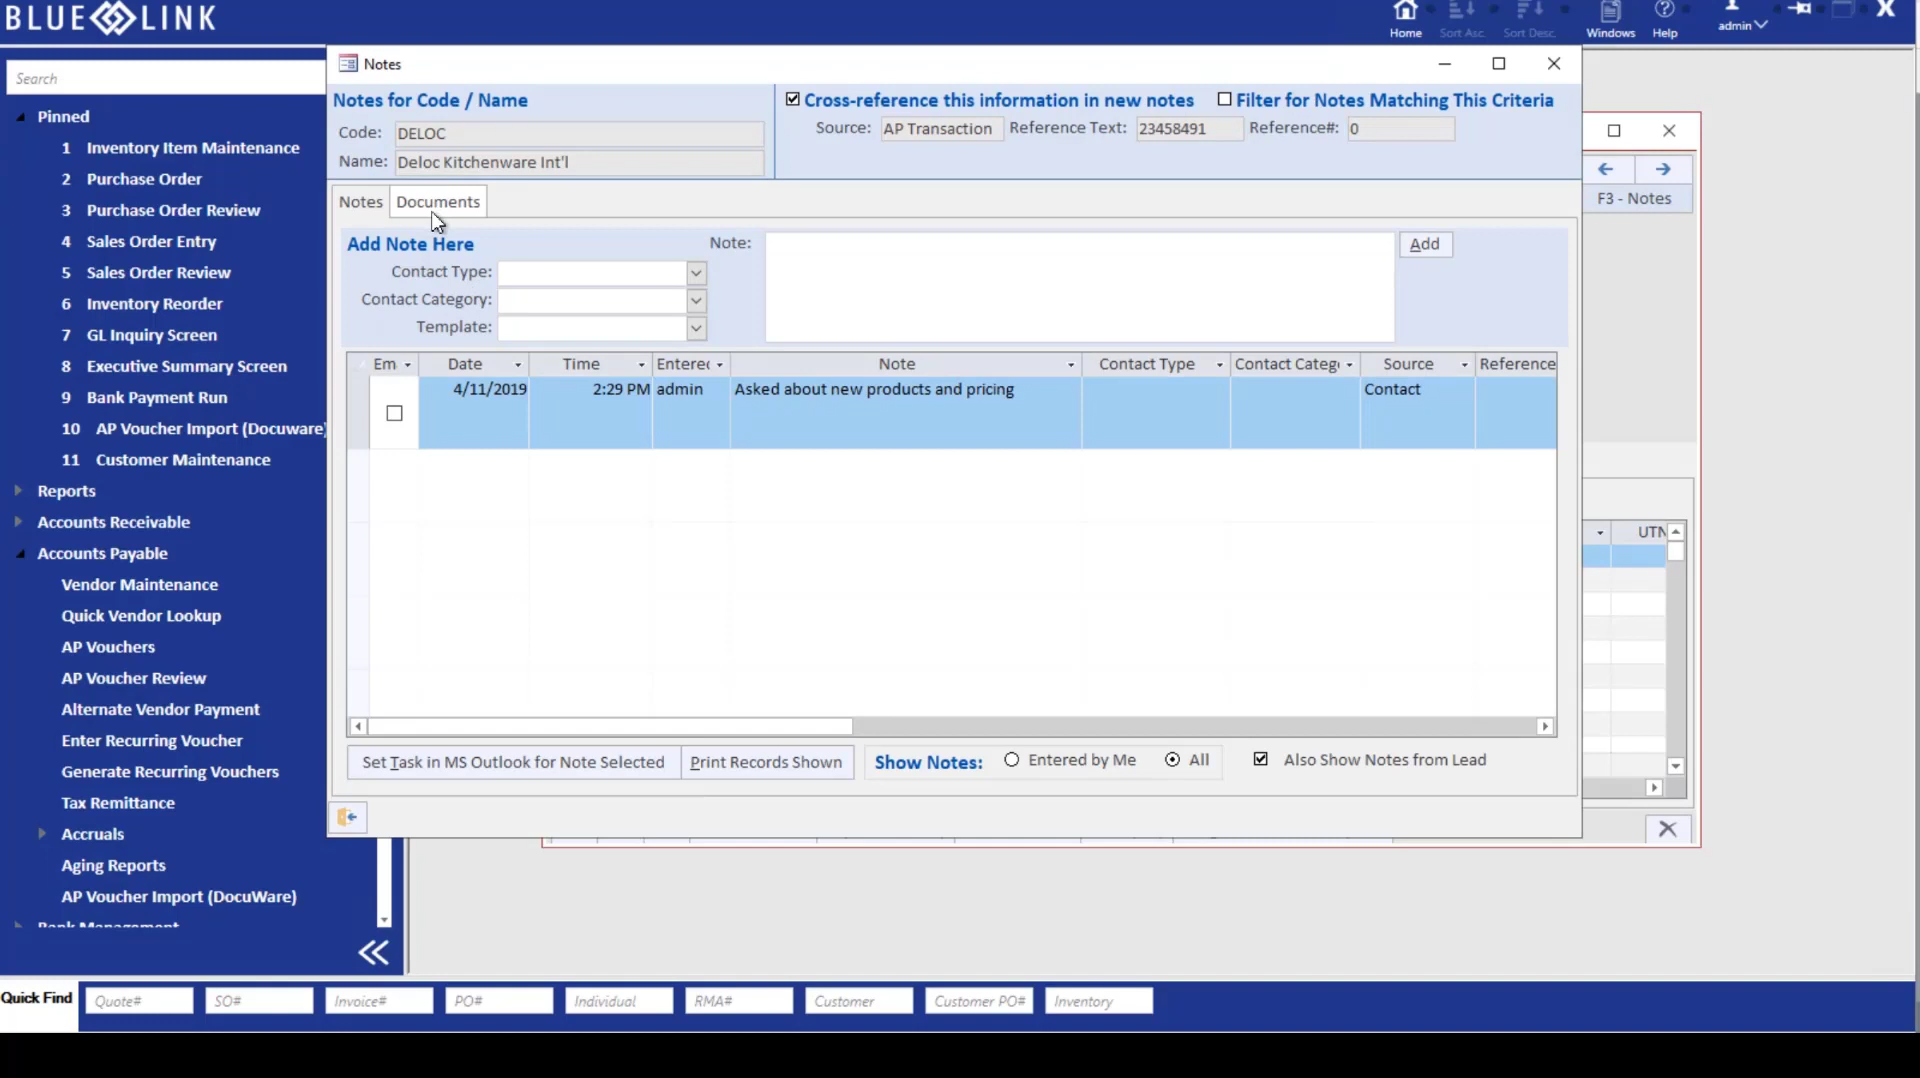 BLUE LINK
Home
Sort Asc.
Sort Desc.
Windows
Help
admin
Search
Pinned
1 Inventory Item Maintenance
2 Purchase Order
3 Purchase Order Review
4 Sales Order Entry
5 Sales Order Review
6 Inventory Reorder
7 GL Inquiry Screen
8 Executive Summary Screen
9 Bank Payment Run
10 AP Voucher Import (Docuware)
11 Customer Maintenance
Reports
Accounts Receivable
Accounts Payable
Vendor Maintenance
Quick Vendor Lookup
AP Vouchers
AP Voucher Review
Alternate Vendor Payment
Enter Recurring Voucher
Generate Recurring Vouchers
Tax Remittance
Accruals
Aging Reports
AP Voucher Import (DocuWare)
Bank Management
Notes
Notes for Code / Name
Code: DELOC
Name: Deloc Kitchenware Int'l
Cross-reference this information in new notes
Filter for Notes Matching This Criteria
Source: AP Transaction Reference Text: 23458491 Reference#: 0
Notes Documents
Add Note Here
Contact Type:
Contact Category:
Template:
Note:
Add
Em Date Time Entered Note Contact Type Contact Categ Source Reference
4/11/2019 2:29 PM admin Asked about new products and pricing Contact
Set Task in MS Outlook for Note Selected
Print Records Shown
Show Notes: Entered by Me All
Also Show Notes from Lead
F3 - Notes
UTN
Quick Find Quote# SO# Invoice# PO# Individual RMA# Customer Customer PO# Inventory